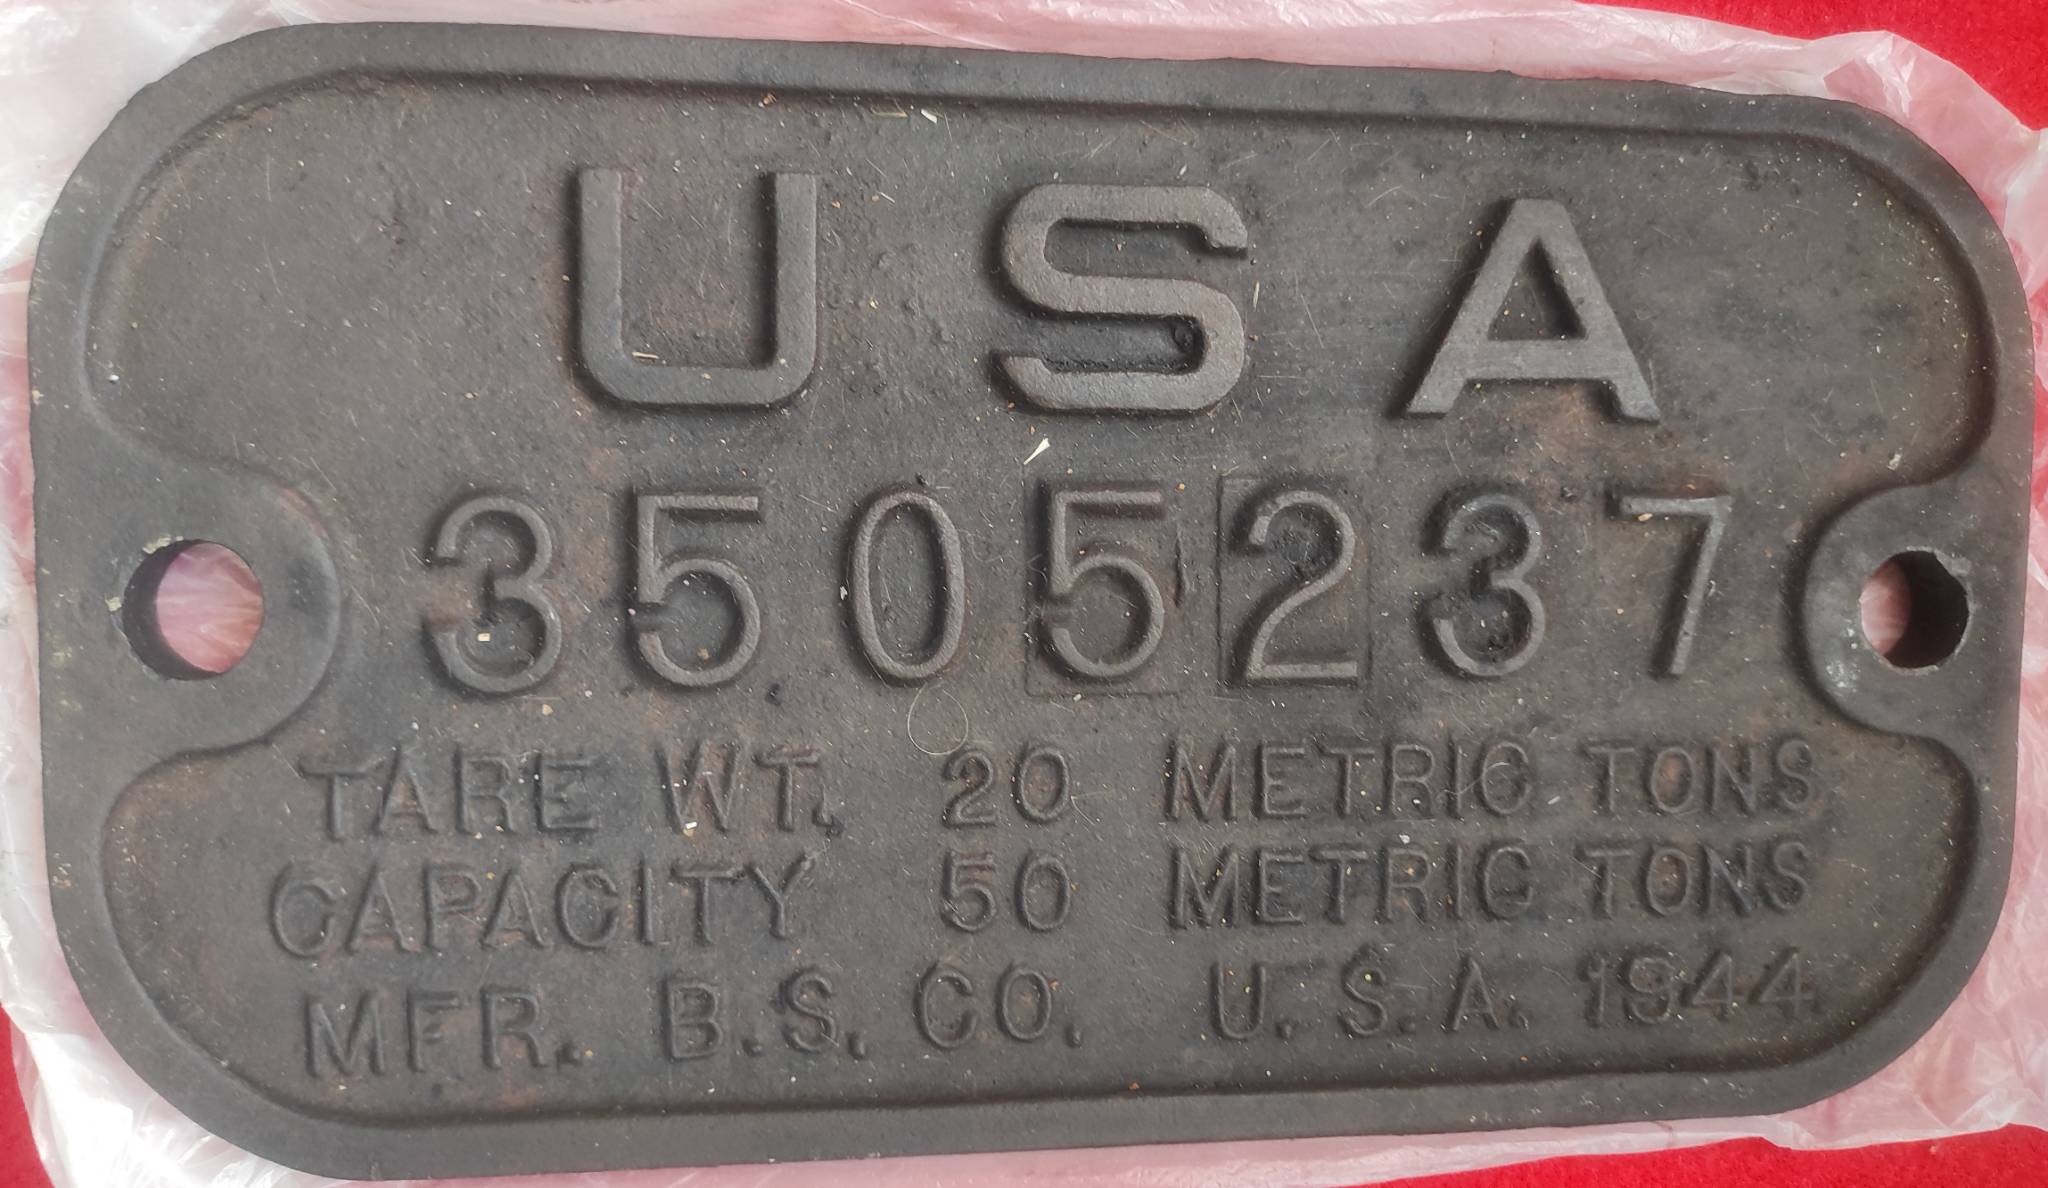 USA
3505237
TARE WT. 20 METRIC TONS
CAPACITY 50 METRIC TONS
MFR. B.S. CO. U.S.A. 1944